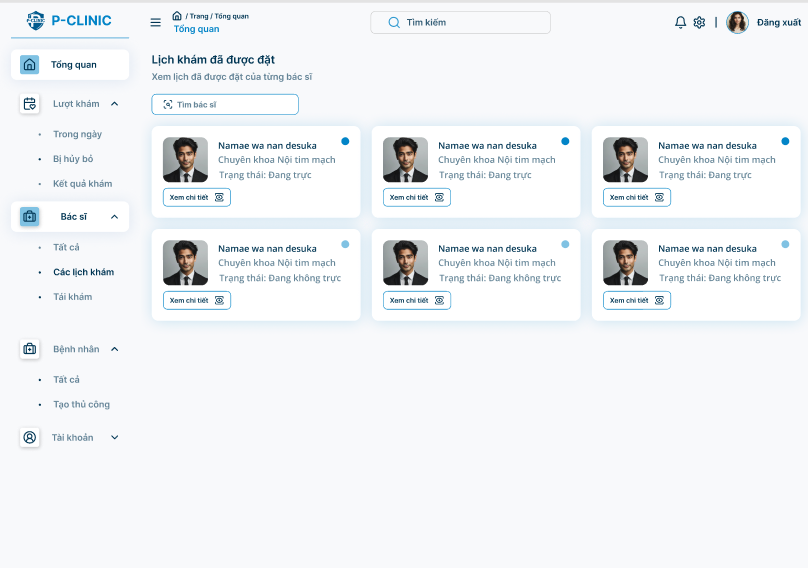 P-CLINIC
P-CLINIC
/ Trang / Tổng quan
Tổng quan
Tìm kiếm
Đăng xuất
Tổng quan
Lượt khám
Trong ngày
Bị hủy bỏ
Kết quả khám
Bác sĩ
Tất cả
Các lịch khám
Tái khám
Bệnh nhân
Tất cả
Tạo thủ công
Tài khoản
Lịch khám đã được đặt
Xem lịch đã được đặt của từng bác sĩ
Tìm bác sĩ
Namae wa nan desuka
Chuyên khoa Nội tim mạch
Trạng thái: Đang trực
Xem chi tiết
Namae wa nan desuka
Chuyên khoa Nội tim mạch
Trạng thái: Đang trực
Xem chi tiết
Namae wa nan desuka
Chuyên khoa Nội tim mạch
Trạng thái: Đang trực
Xem chi tiết
Namae wa nan desuka
Chuyên khoa Nội tim mạch
Trạng thái: Đang không trực
Xem chi tiết
Namae wa nan desuka
Chuyên khoa Nội tim mạch
Trạng thái: Đang không trực
Xem chi tiết
Namae wa nan desuka
Chuyên khoa Nội tim mạch
Trạng thái: Đang không trực
Xem chi tiết